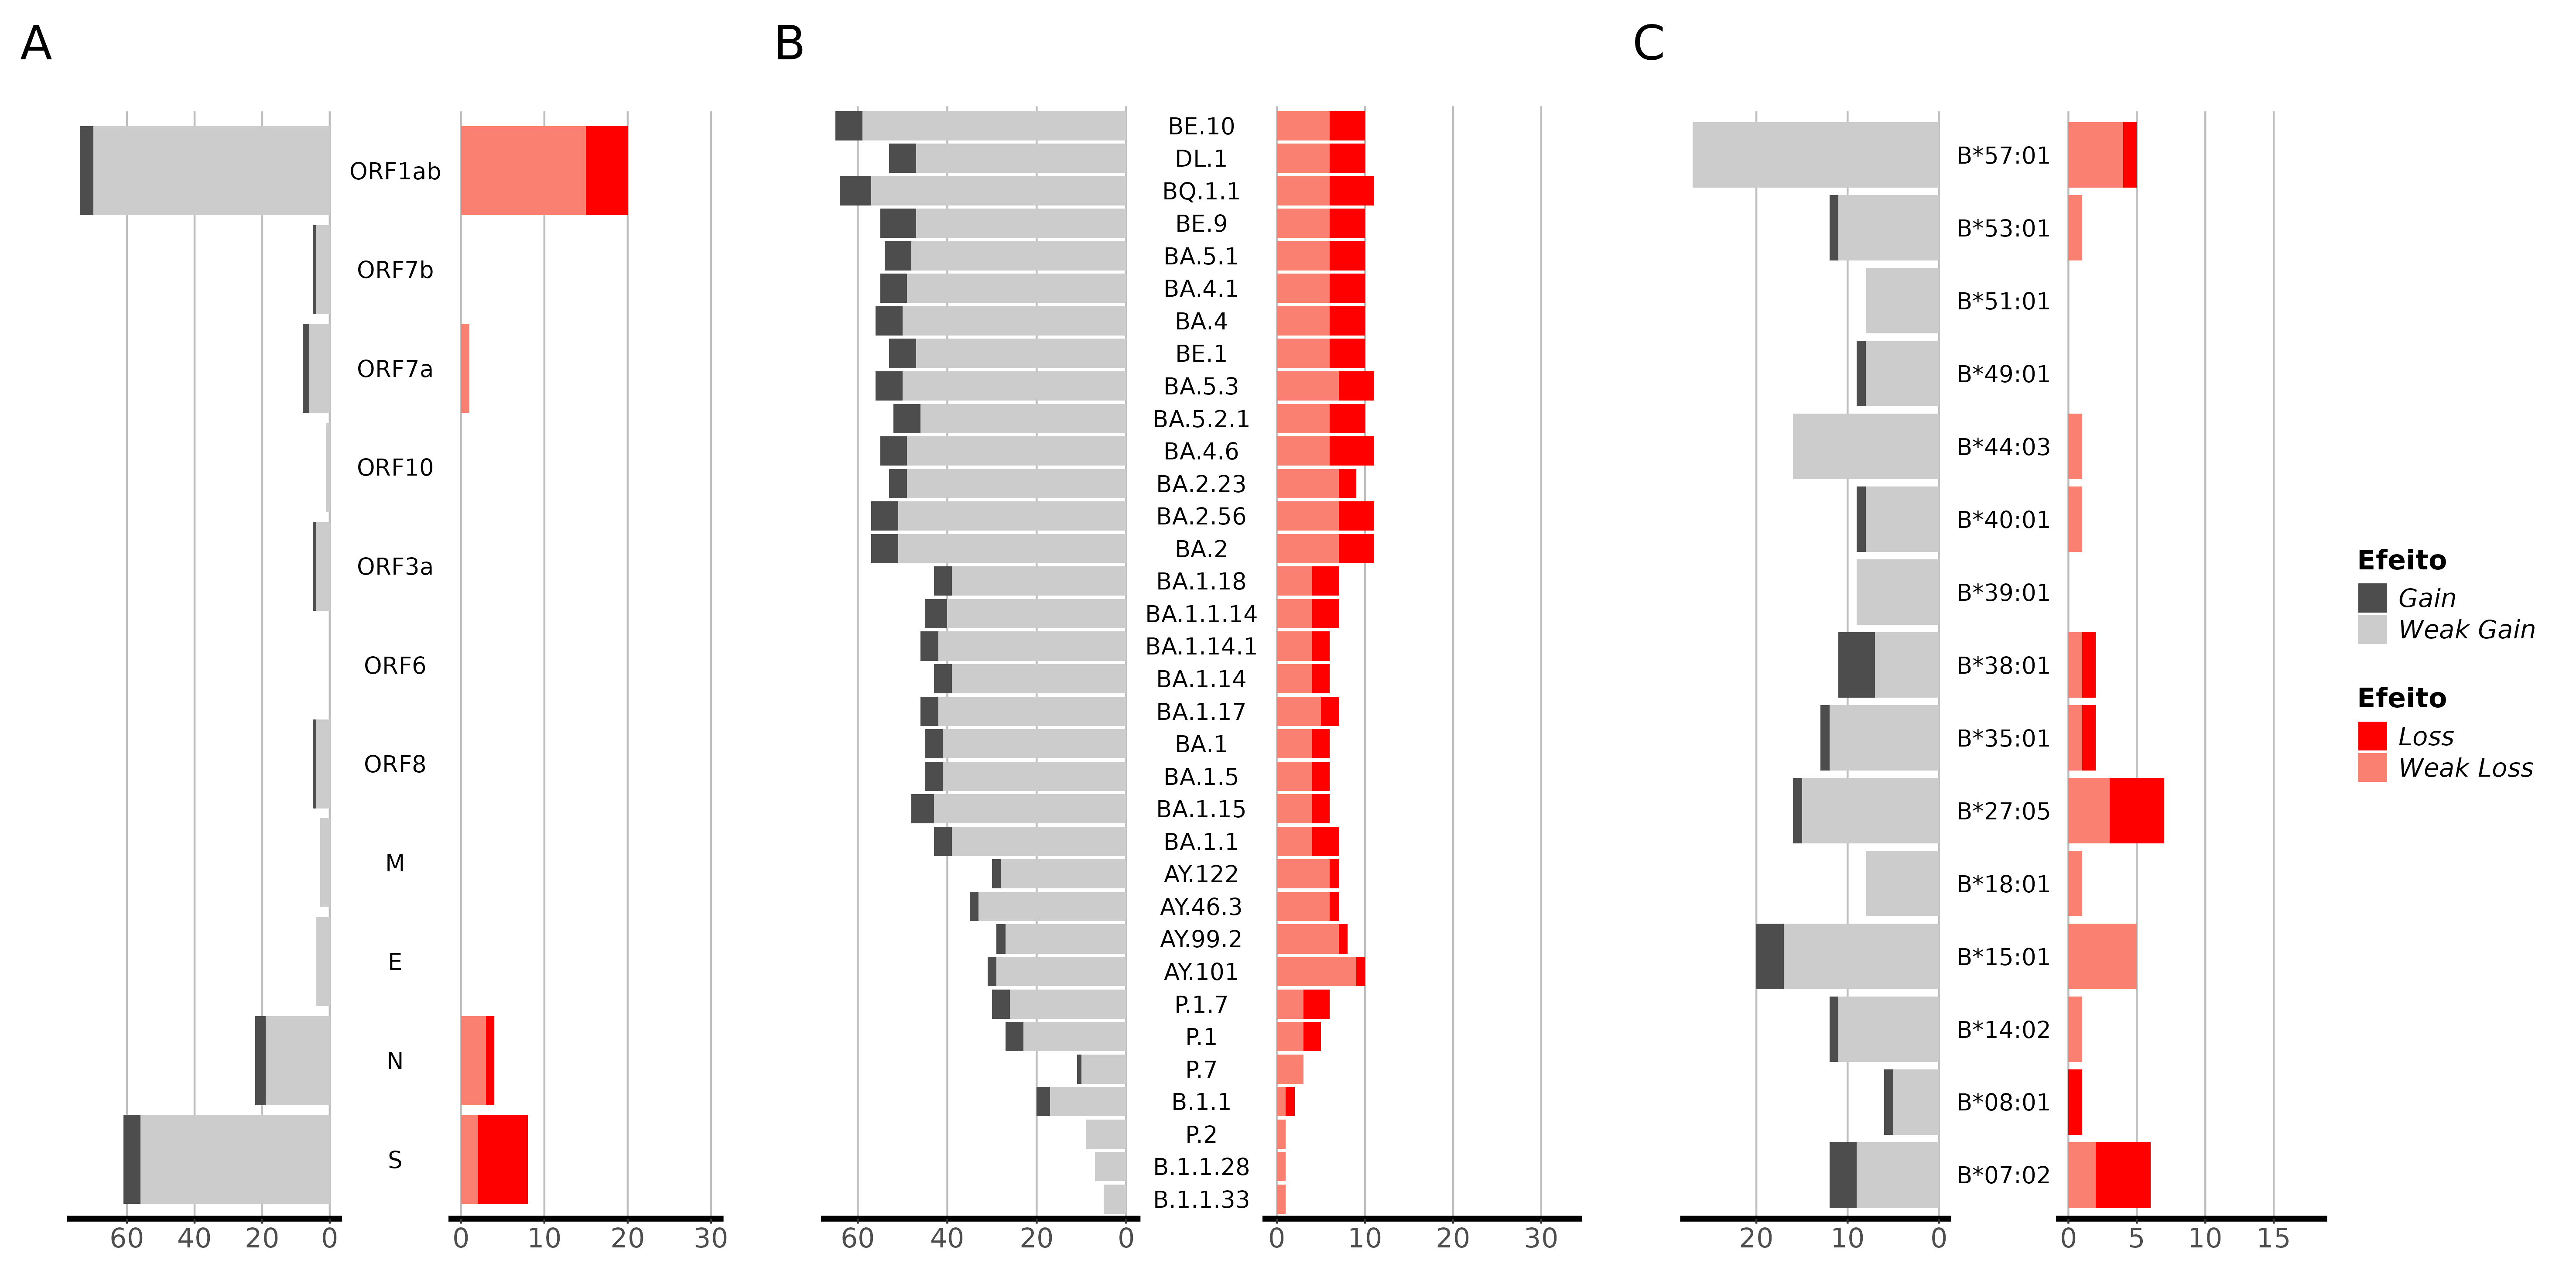 A
ORF1ab
ORF7b
ORF7a
ORF10
ORF3a
ORF6
ORF8
M
E
N
S
60 40 20 0 0 10 20 30
B
BE.10
DL.1
BQ.1.1
BE.9
BA.5.1
BA.4.1
BA.4
BE.1
BA.5.3
BA.5.2.1
BA.4.6
BA.2.23
BA.2.56
BA.2
BA.1.18
BA.1.1.14
BA.1.14.1
BA.1.14
BA.1.17
BA.1
BA.1.5
BA.1.15
BA.1.1
AY.122
AY.46.3
AY.99.2
AY.101
P.1.7
P.1
P.7
B.1.1
P.2
B.1.1.28
B.1.1.33
60 40 20 0 0 10 20 30
C
B*57:01
B*53:01
B*51:01
B*49:01
B*44:03
B*40:01
B*39:01
B*38:01
B*35:01
B*27:05
B*18:01
B*15:01
B*14:02
B*08:01
B*07:02
20 10 0 0 5 10 15
Efeito
Gain
Weak Gain
Efeito
Loss
Weak Loss